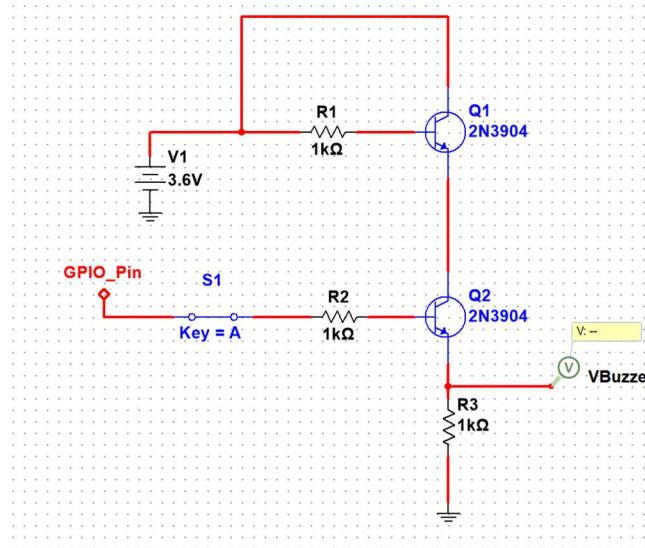 R1
1kΩ
Q1
2N3904
V1
3.6V
GPIO_Pin
S1
Key = A
R2
1kΩ
Q2
2N3904
V: --
V
VBuzze
R3
1kΩ